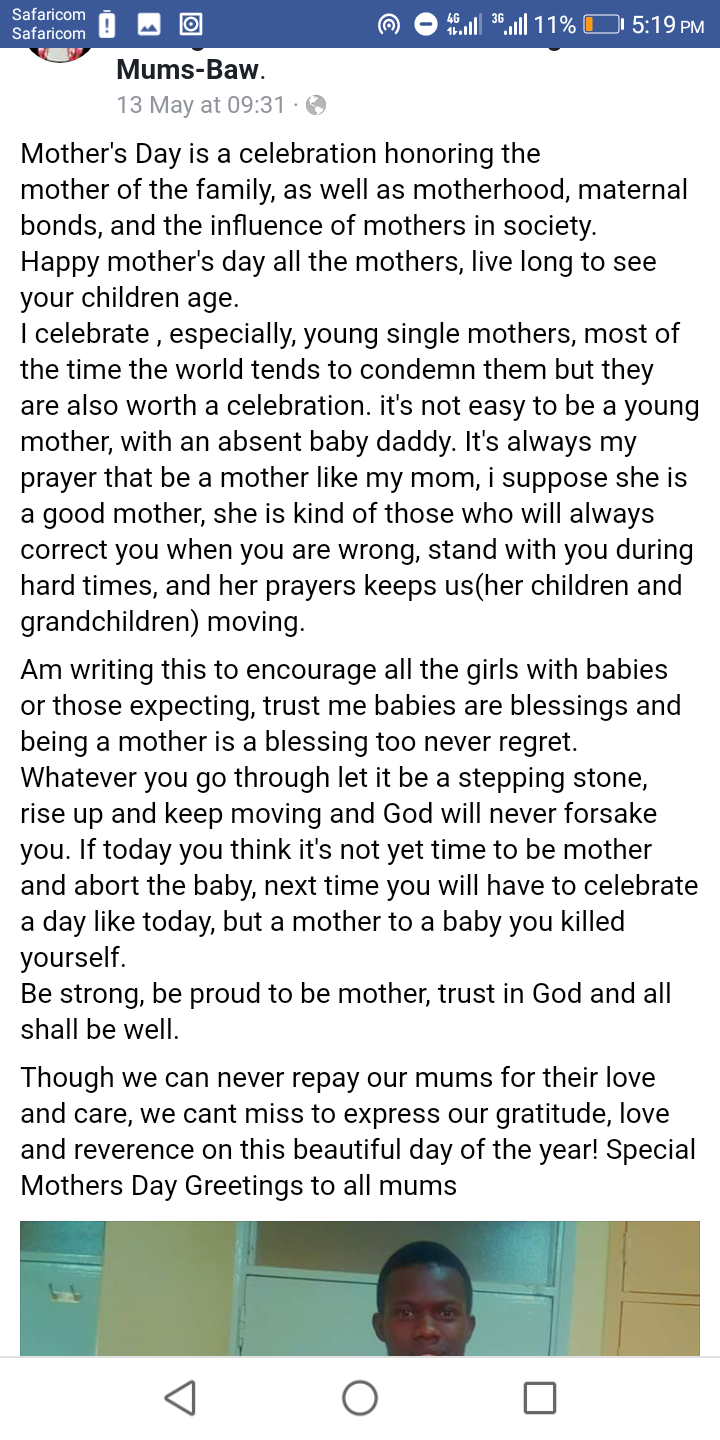 Safaricom
Safaricom
4G
3G
11%
5:19 PM
Mums-Baw.
13 May at 09:31 ·
Mother's Day is a celebration honoring the
mother of the family, as well as motherhood, maternal
bonds, and the influence of mothers in society.
Happy mother's day all the mothers, live long to see
your children age.
I celebrate , especially, young single mothers, most of
the time the world tends to condemn them but they
are also worth a celebration. it's not easy to be a young
mother, with an absent baby daddy. It's always my
prayer that be a mother like my mom, i suppose she is
a good mother, she is kind of those who will always
correct you when you are wrong, stand with you during
hard times, and her prayers keeps us(her children and
grandchildren) moving.
Am writing this to encourage all the girls with babies
or those expecting, trust me babies are blessings and
being a mother is a blessing too never regret.
Whatever you go through let it be a stepping stone,
rise up and keep moving and God will never forsake
you. If today you think it's not yet time to be mother
and abort the baby, next time you will have to celebrate
a day like today, but a mother to a baby you killed
yourself.
Be strong, be proud to be mother, trust in God and all
shall be well.
Though we can never repay our mums for their love
and care, we cant miss to express our gratitude, love
and reverence on this beautiful day of the year! Special
Mothers Day Greetings to all mums